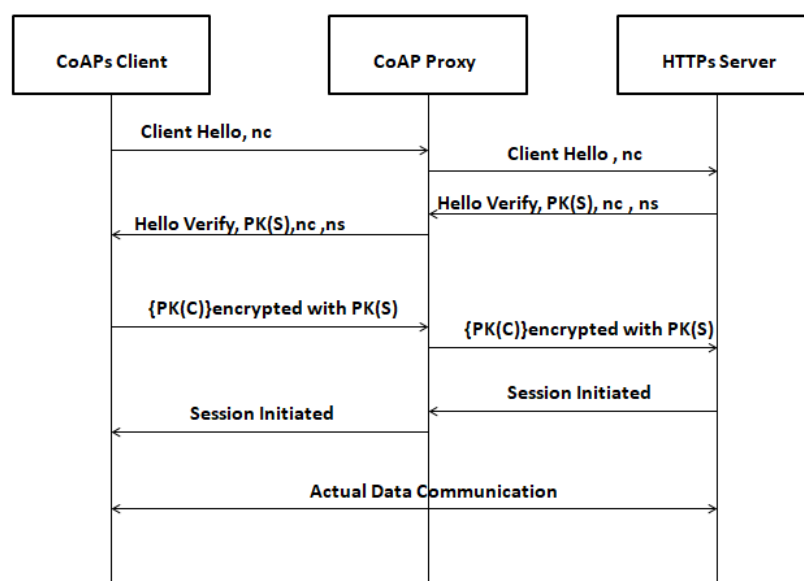 CoAPs Client
CoAP Proxy
HTTPs Server
Client Hello, nc
Client Hello , nc
Hello Verify, PK(S), nc , ns
Hello Verify, PK(S),nc ,ns
{PK(C)}encrypted with PK(S)
{PK(C)}encrypted with PK(S)
Session Initiated
Session Initiated
Actual Data Communication